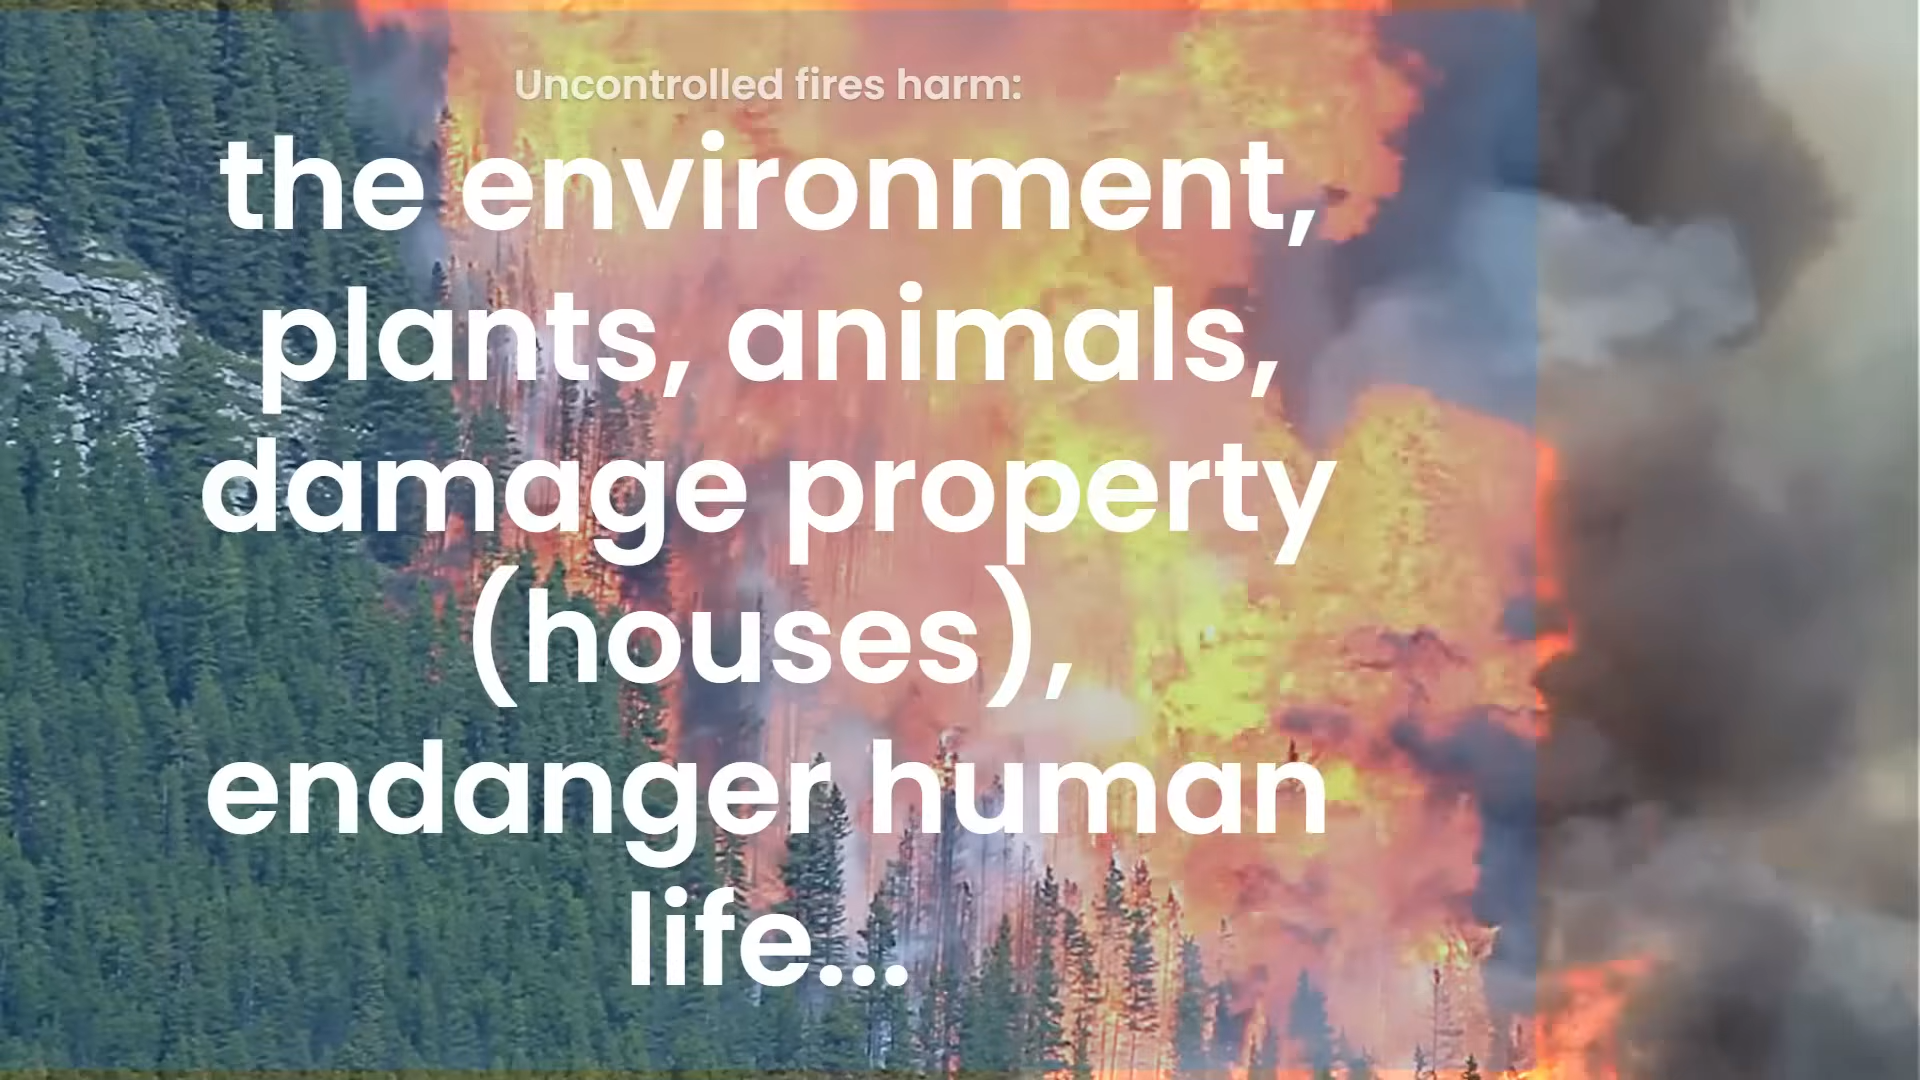 Uncontrolled fires harm:
the environment,
plants, animals,
damage property
(houses),
endanger human
life...